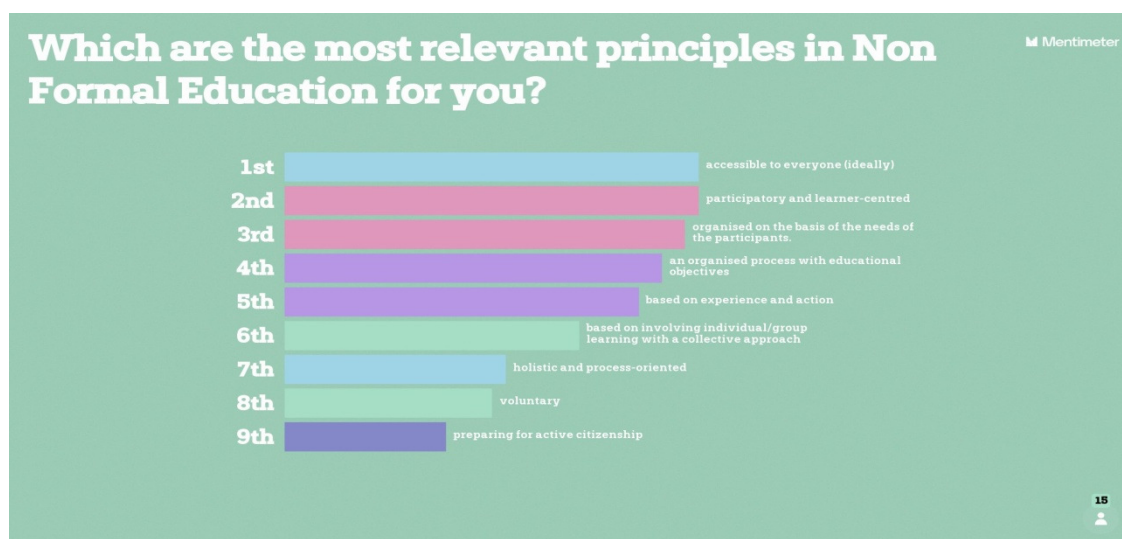 Which are the most relevant principles in Non
Formal Education for you?
Mentimeter
1st
accessible to everyone (ideally)
2nd
participatory and learner-centred
3rd
organised on the basis of the needs of
the participants.
4th
an organised process with educational
objectives
5th
based on experience and action
6th
based on involving individual/group
learning with a collective approach
7th
holistic and process-oriented
8th
voluntary
9th
preparing for active citizenship
15